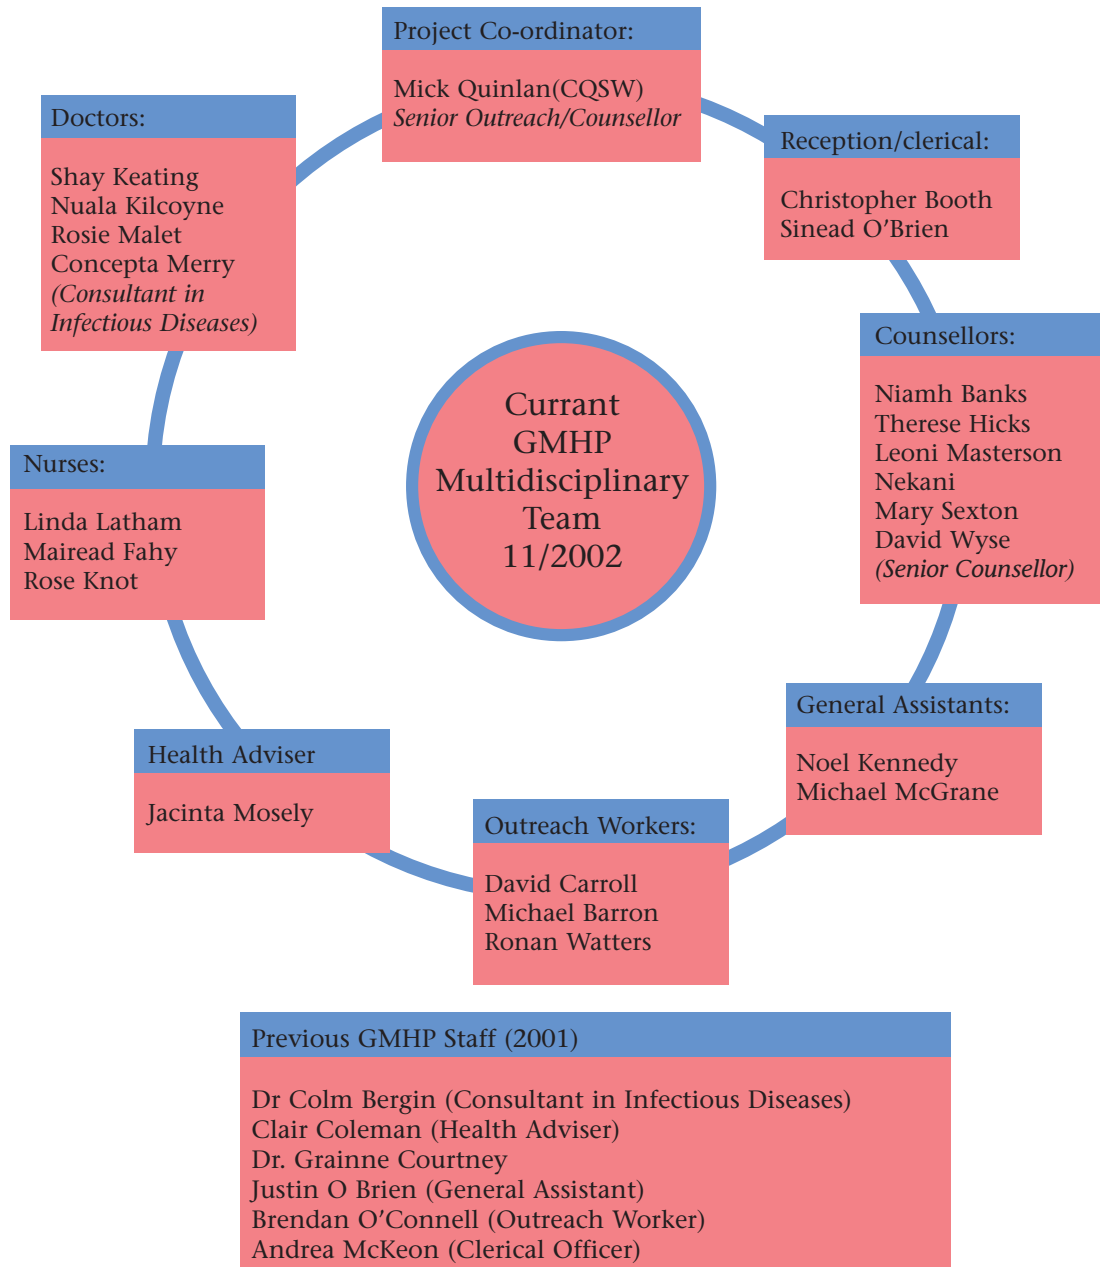 Project Co-ordinator:
Mick Quinlan(CQSW)
Senior Outreach/Counsellor
Doctors:
Shay Keating
Nuala Kilcoyne
Rosie Malet
Concepta Merry
(Consultant in
Infectious Diseases)
Reception/clerical:
Christopher Booth
Sinead O’Brien
Counsellors:
Niamh Banks
Therese Hicks
Leoni Masterson
Nekani
Mary Sexton
David Wyse
(Senior Counsellor)
Currant
GMHP
Multidisciplinary
Team
11/2002
Nurses:
Linda Latham
Mairead Fahy
Rose Knot
General Assistants:
Noel Kennedy
Michael McGrane
Health Adviser
Jacinta Mosely
Outreach Workers:
David Carroll
Michael Barron
Ronan Watters
Previous GMHP Staff (2001)
Dr Colm Bergin (Consultant in Infectious Diseases)
Clair Coleman (Health Adviser)
Dr. Grainne Courtney
Justin O Brien (General Assistant)
Brendan O’Connell (Outreach Worker)
Andrea McKeon (Clerical Officer)